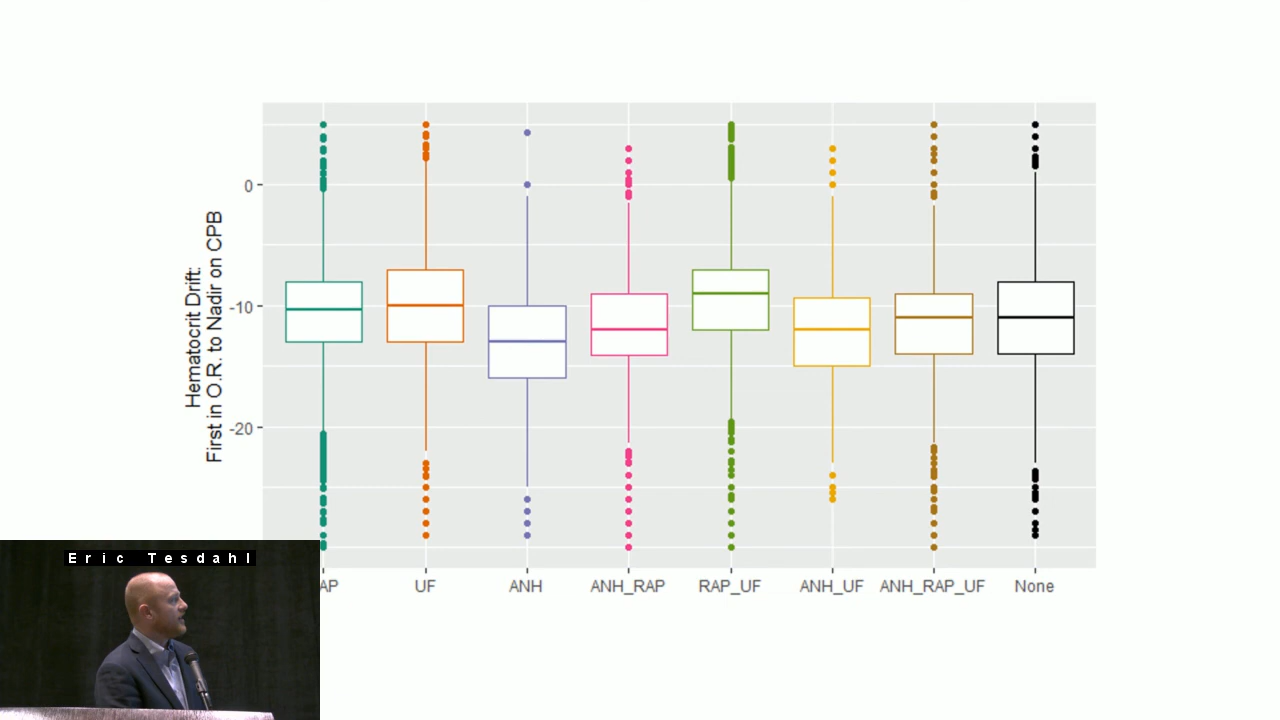 0
-10
-20
Hematocrit Drift:
First in O.R. to Nadir on CPB
AP UF ANH ANH_RAP RAP_UF ANH_UF ANH_RAP_UF None
Eric Tesdahl